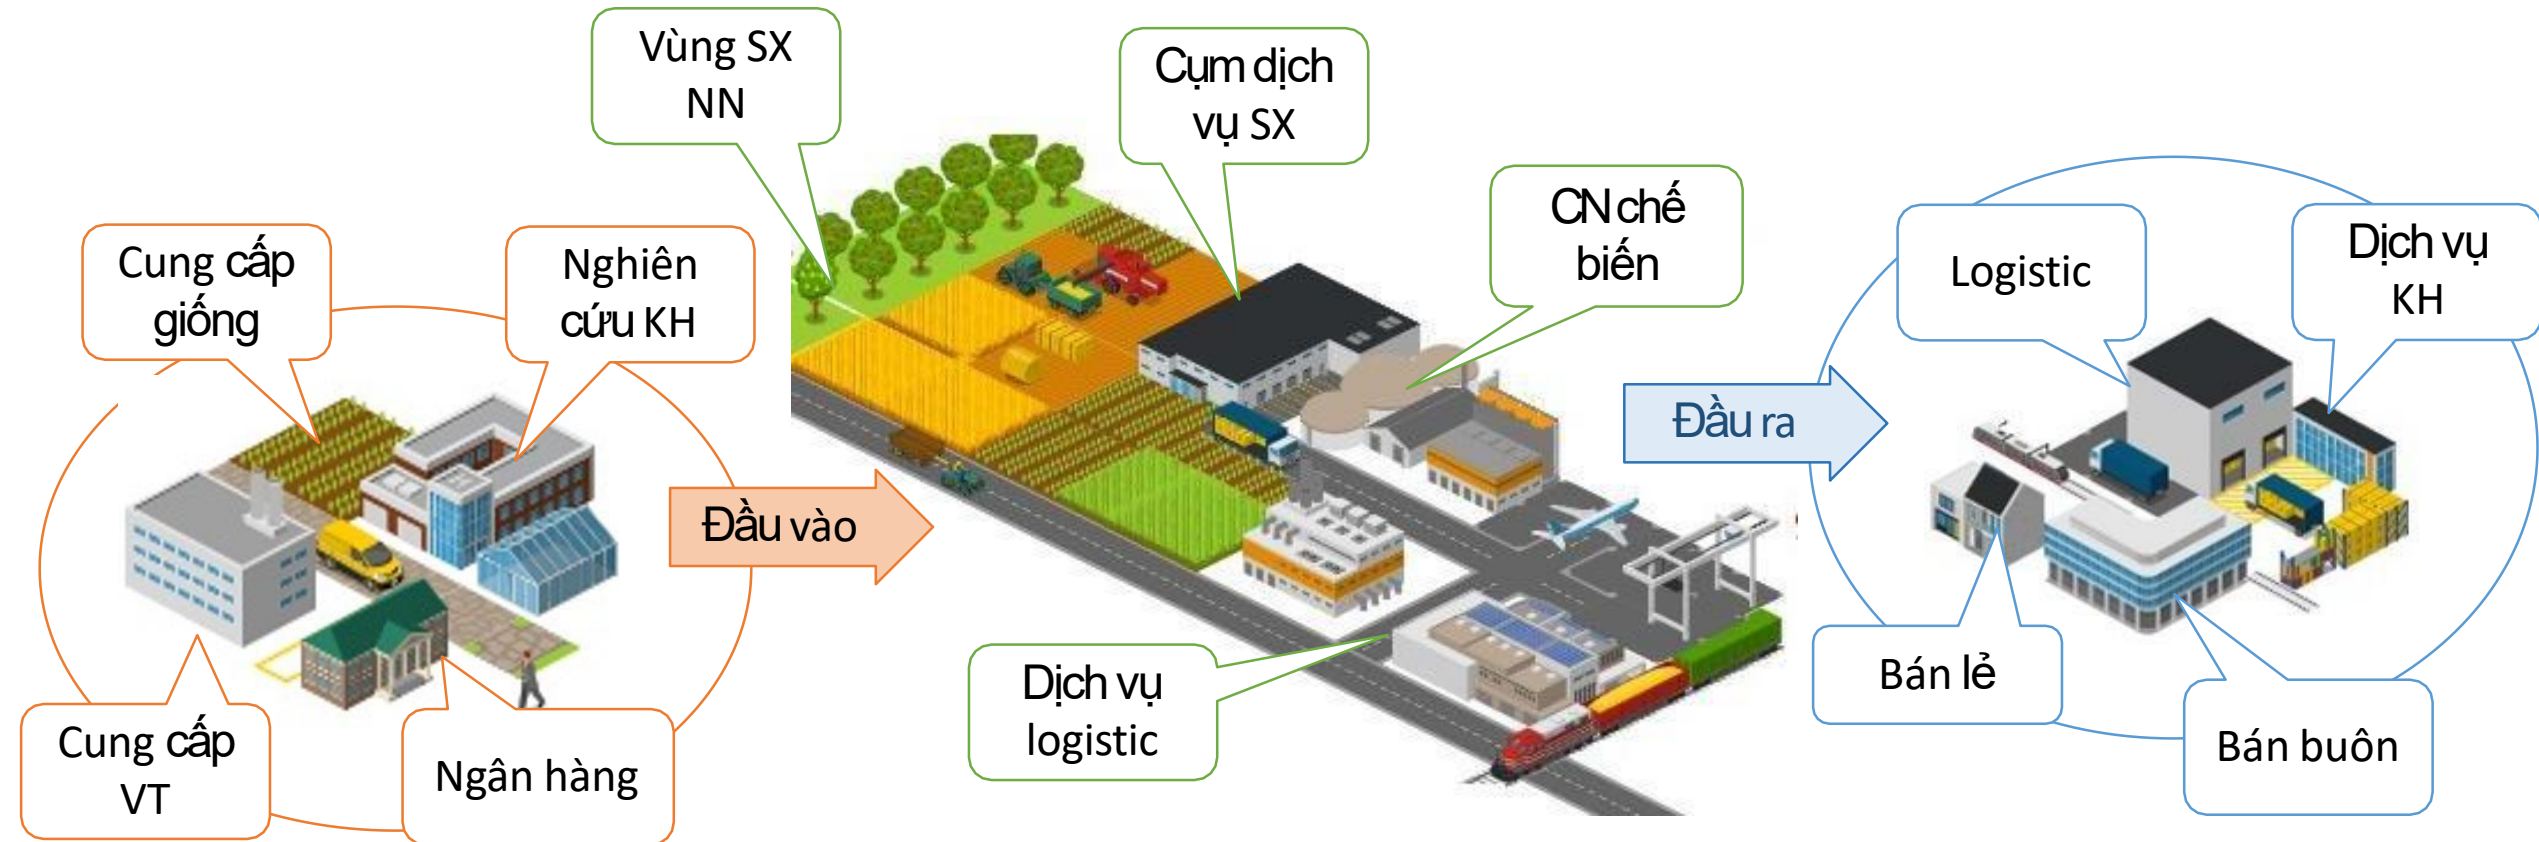 Vùng SX
NN
Cụm dịch
vụ SX
CN chế
biến
Cung cấp
giống
Nghiên
cứu KH
Logistic
Dịch vụ
KH
Đầu vào
Đầu ra
Cung cấp
VT
Ngân hàng
Dịch vụ
logistic
Bán lẻ
Bán buôn